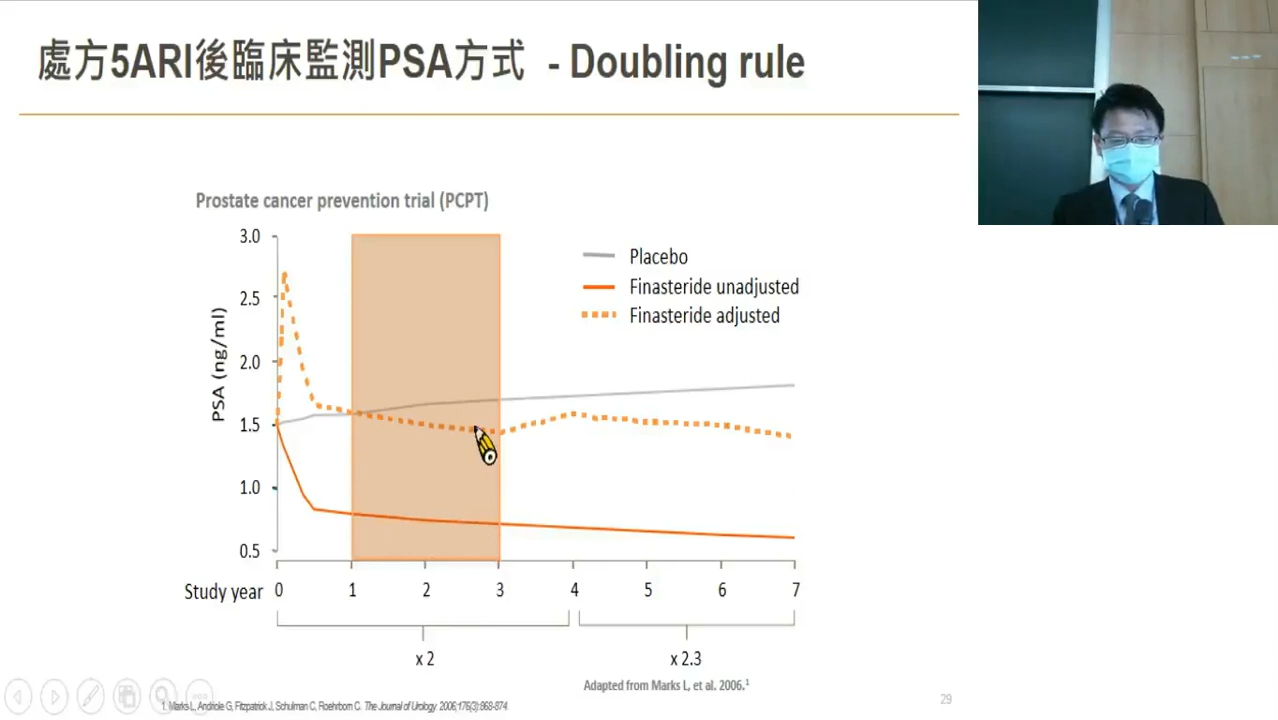 處方5ARI後臨床監測PSA方式 - Doubling rule
Prostate cancer prevention trial (PCPT)
PSA (ng/ml)
3.0
2.5
2.0
1.5
1.0
0.5
Placebo
Finasteride unadjusted
Finasteride adjusted
Study year 0 1 2 3 4 5 6 7
x 2 x 2.3
Adapted from Marks L, et al. 2006.1
1. Marks L, Andriole G, Fitzpatrick J, Schulman C, Roehrborn C. The Journal of Urology 2006;176(3):868-874
29